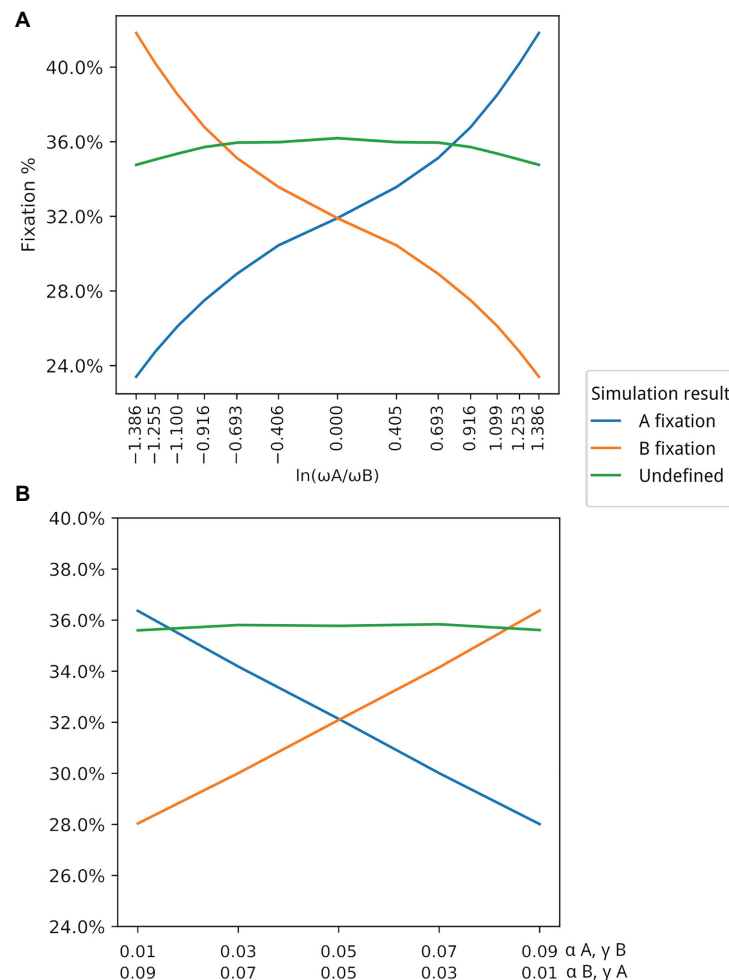 A
40.0%
36.0%
32.0%
28.0%
24.0%
Fixation %
−1.386
−1.255
−1.100
−0.916
−0.693
−0.406
0.000
0.405
0.693
0.916
1.099
1.253
1.386
ln(ωA/ωB)
Simulation result
A fixation
B fixation
Undefined
B
40.0%
38.0%
36.0%
34.0%
32.0%
30.0%
28.0%
26.0%
24.0%
0.01 0.03 0.05 0.07 0.09 α A, γ B
0.09 0.07 0.05 0.03 0.01 α B, γ A